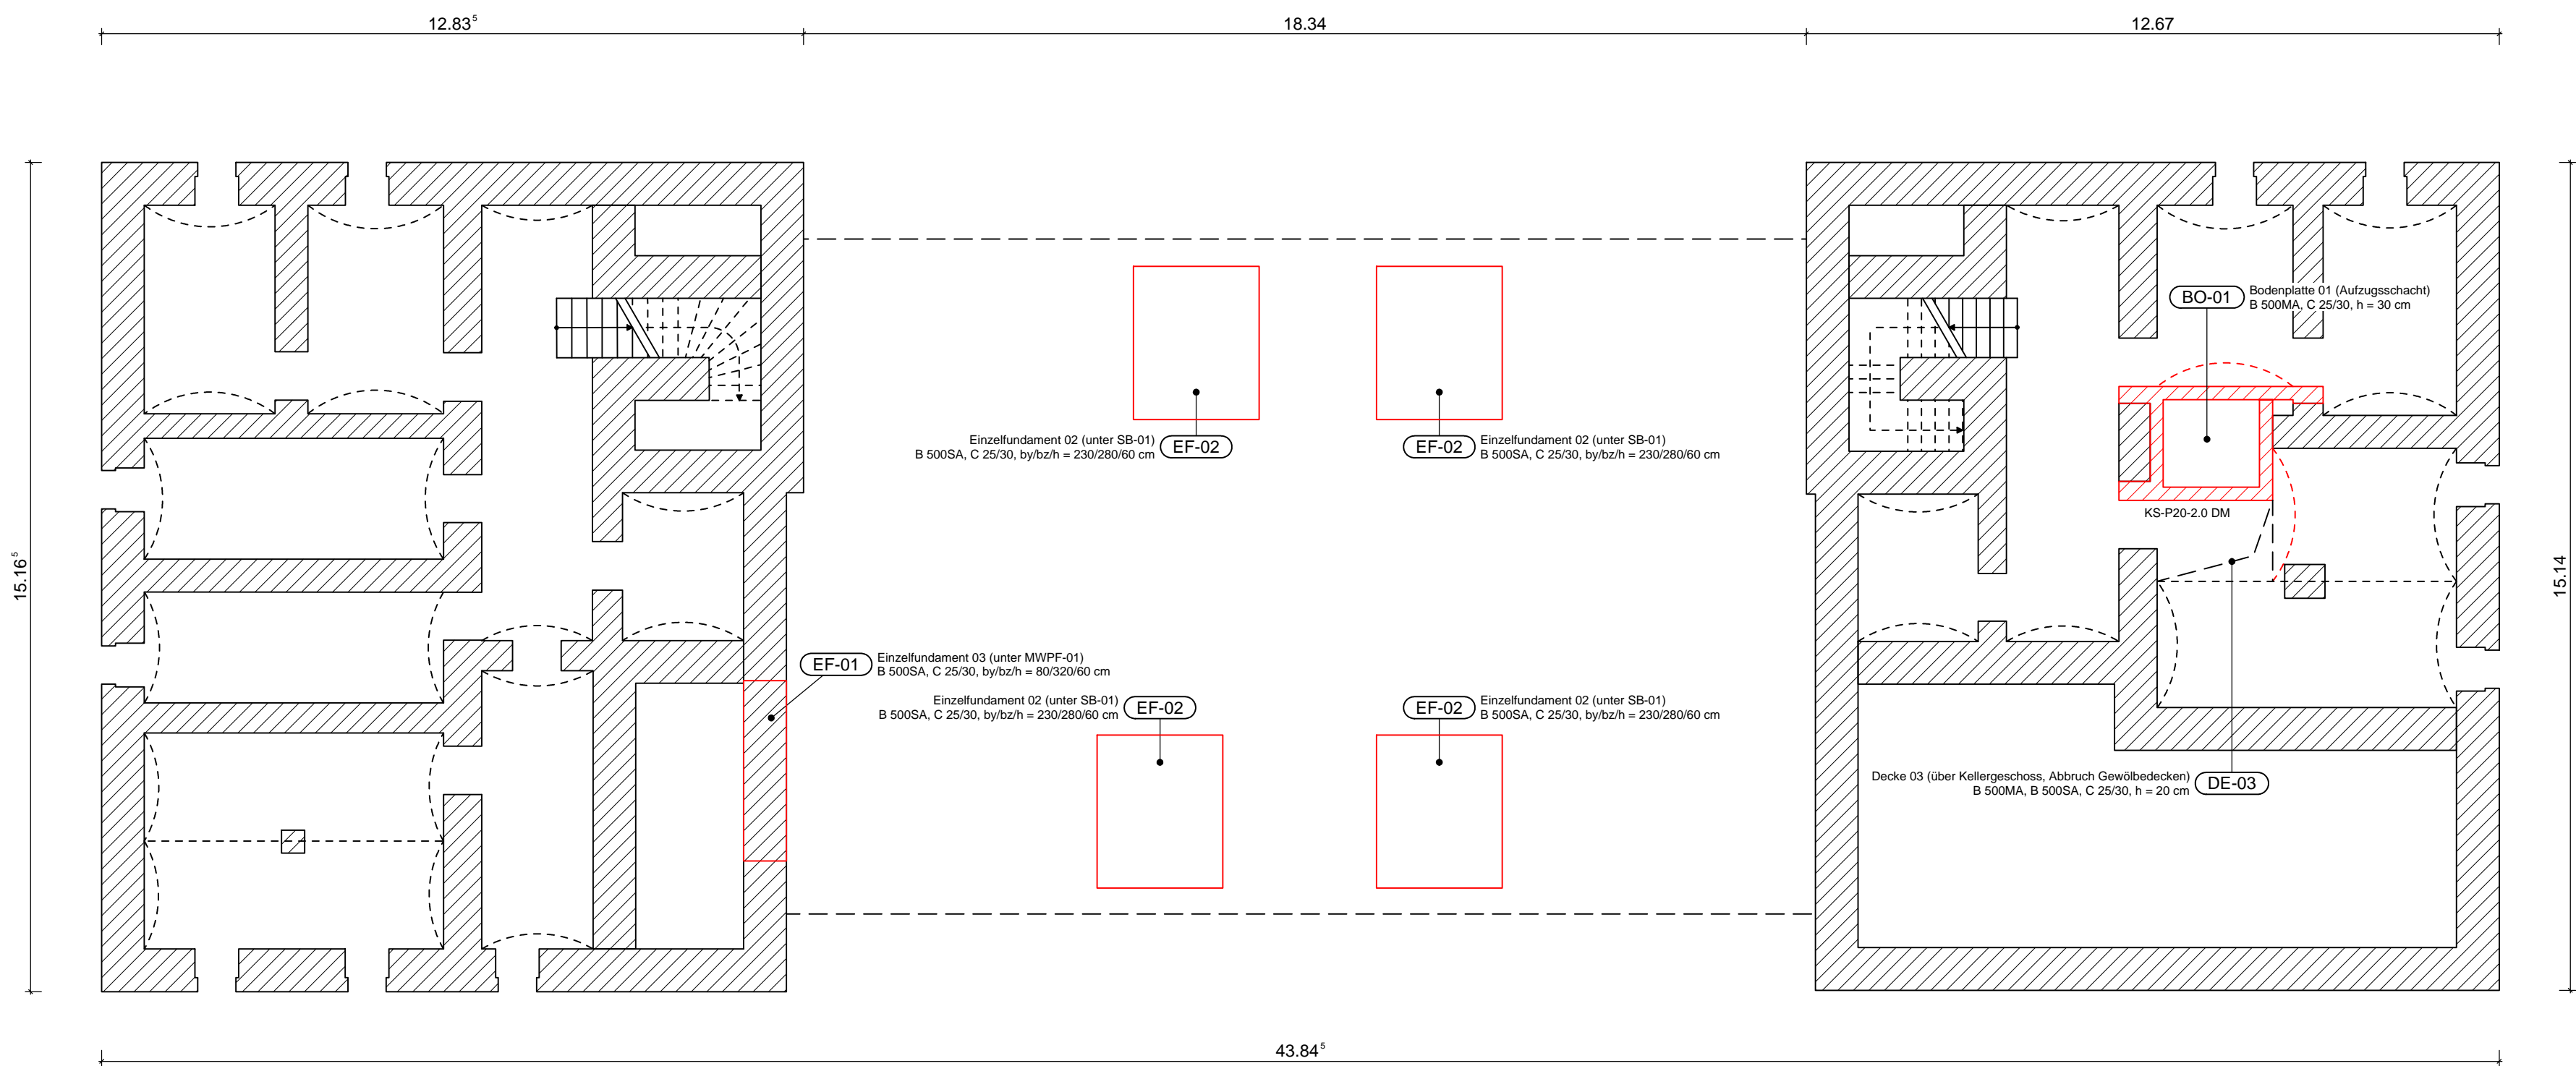 12.83⁵
18.34
12.67
15.16⁵
15.14
BO-01
Bodenplatte 01 (Aufzugsschacht)
B 500MA, C 25/30, h = 30 cm
Einzelfundament 02 (unter SB-01)
B 500SA, C 25/30, by/bz/h = 230/280/60 cm
EF-02
EF-02
Einzelfundament 02 (unter SB-01)
B 500SA, C 25/30, by/bz/h = 230/280/60 cm
KS-P20-2.0 DM
EF-01
Einzelfundament 03 (unter MWPF-01)
B 500SA, C 25/30, by/bz/h = 80/320/60 cm
Einzelfundament 02 (unter SB-01)
B 500SA, C 25/30, by/bz/h = 230/280/60 cm
EF-02
EF-02
Einzelfundament 02 (unter SB-01)
B 500SA, C 25/30, by/bz/h = 230/280/60 cm
Decke 03 (über Kellergeschoss, Abbruch Gewölbedecken)
B 500MA, B 500SA, C 25/30, h = 20 cm
DE-03
43.84⁵